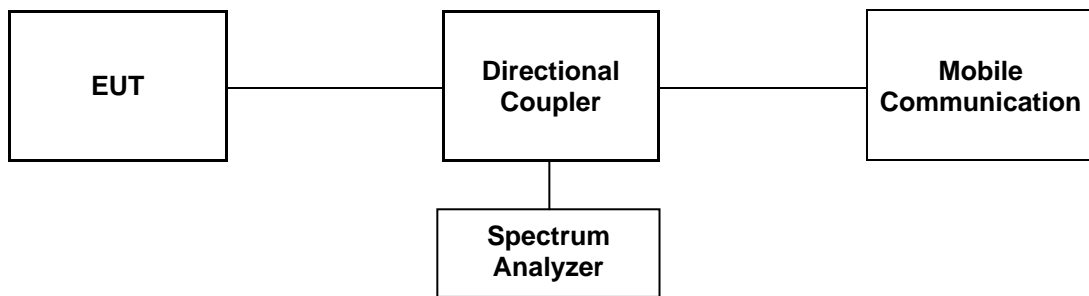 EUT
Directional
Coupler
Mobile
Communication
Spectrum
Analyzer